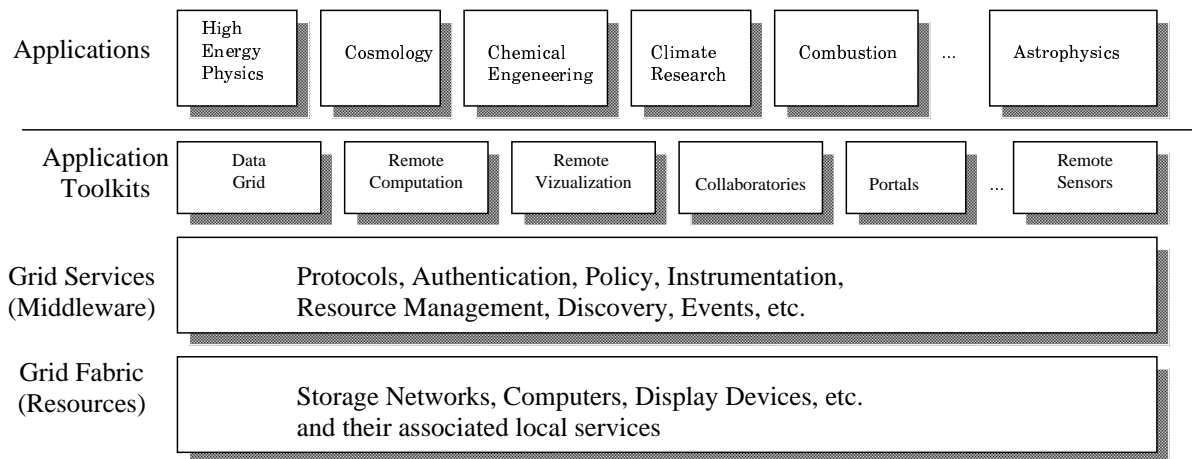 Applications
High
Energy
Physics
Cosmology
Chemical
Engeneering
Climate
Research
Combustion
...
Astrophysics
Application
Toolkits
Data
Grid
Remote
Computation
Remote
Vizualization
Collaboratories
Portals
...
Remote
Sensors
Grid Services
(Middleware)
Protocols, Authentication, Policy, Instrumentation,
Resource Management, Discovery, Events, etc.
Grid Fabric
(Resources)
Storage Networks, Computers, Display Devices, etc.
and their associated local services